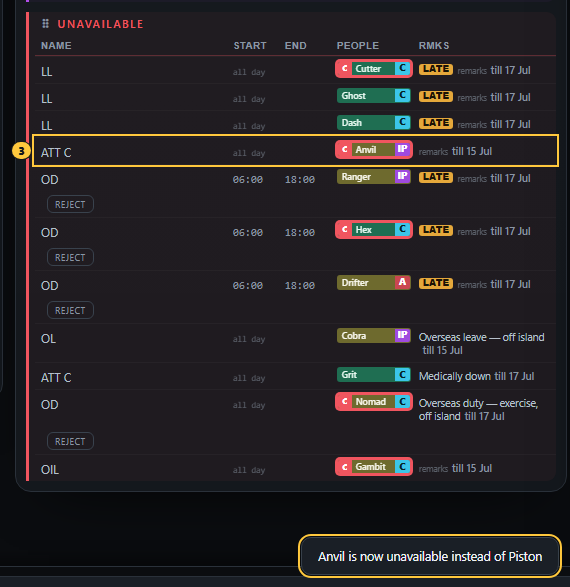 UNAVAILABLE
NAME START END PEOPLE RMKS
LL all day c Cutter C LATE remarks till 17 Jul
LL all day Ghost C LATE remarks till 17 Jul
LL all day Dash C LATE remarks till 17 Jul
3 ATT C all day c Anvil IP remarks till 15 Jul
OD 06:00 18:00 Ranger IP LATE remarks till 17 Jul
REJECT
OD 06:00 18:00 c Hex C LATE remarks till 17 Jul
REJECT
OD 06:00 18:00 Drifter A LATE remarks till 17 Jul
REJECT
OL all day Cobra IP Overseas leave — off island
till 15 Jul
ATT C all day Grit C Medically down till 17 Jul
OD all day c Nomad C Overseas duty — exercise,
off island till 17 Jul
REJECT
OIL all day c Gambit C remarks till 15 Jul
Anvil is now unavailable instead of Piston